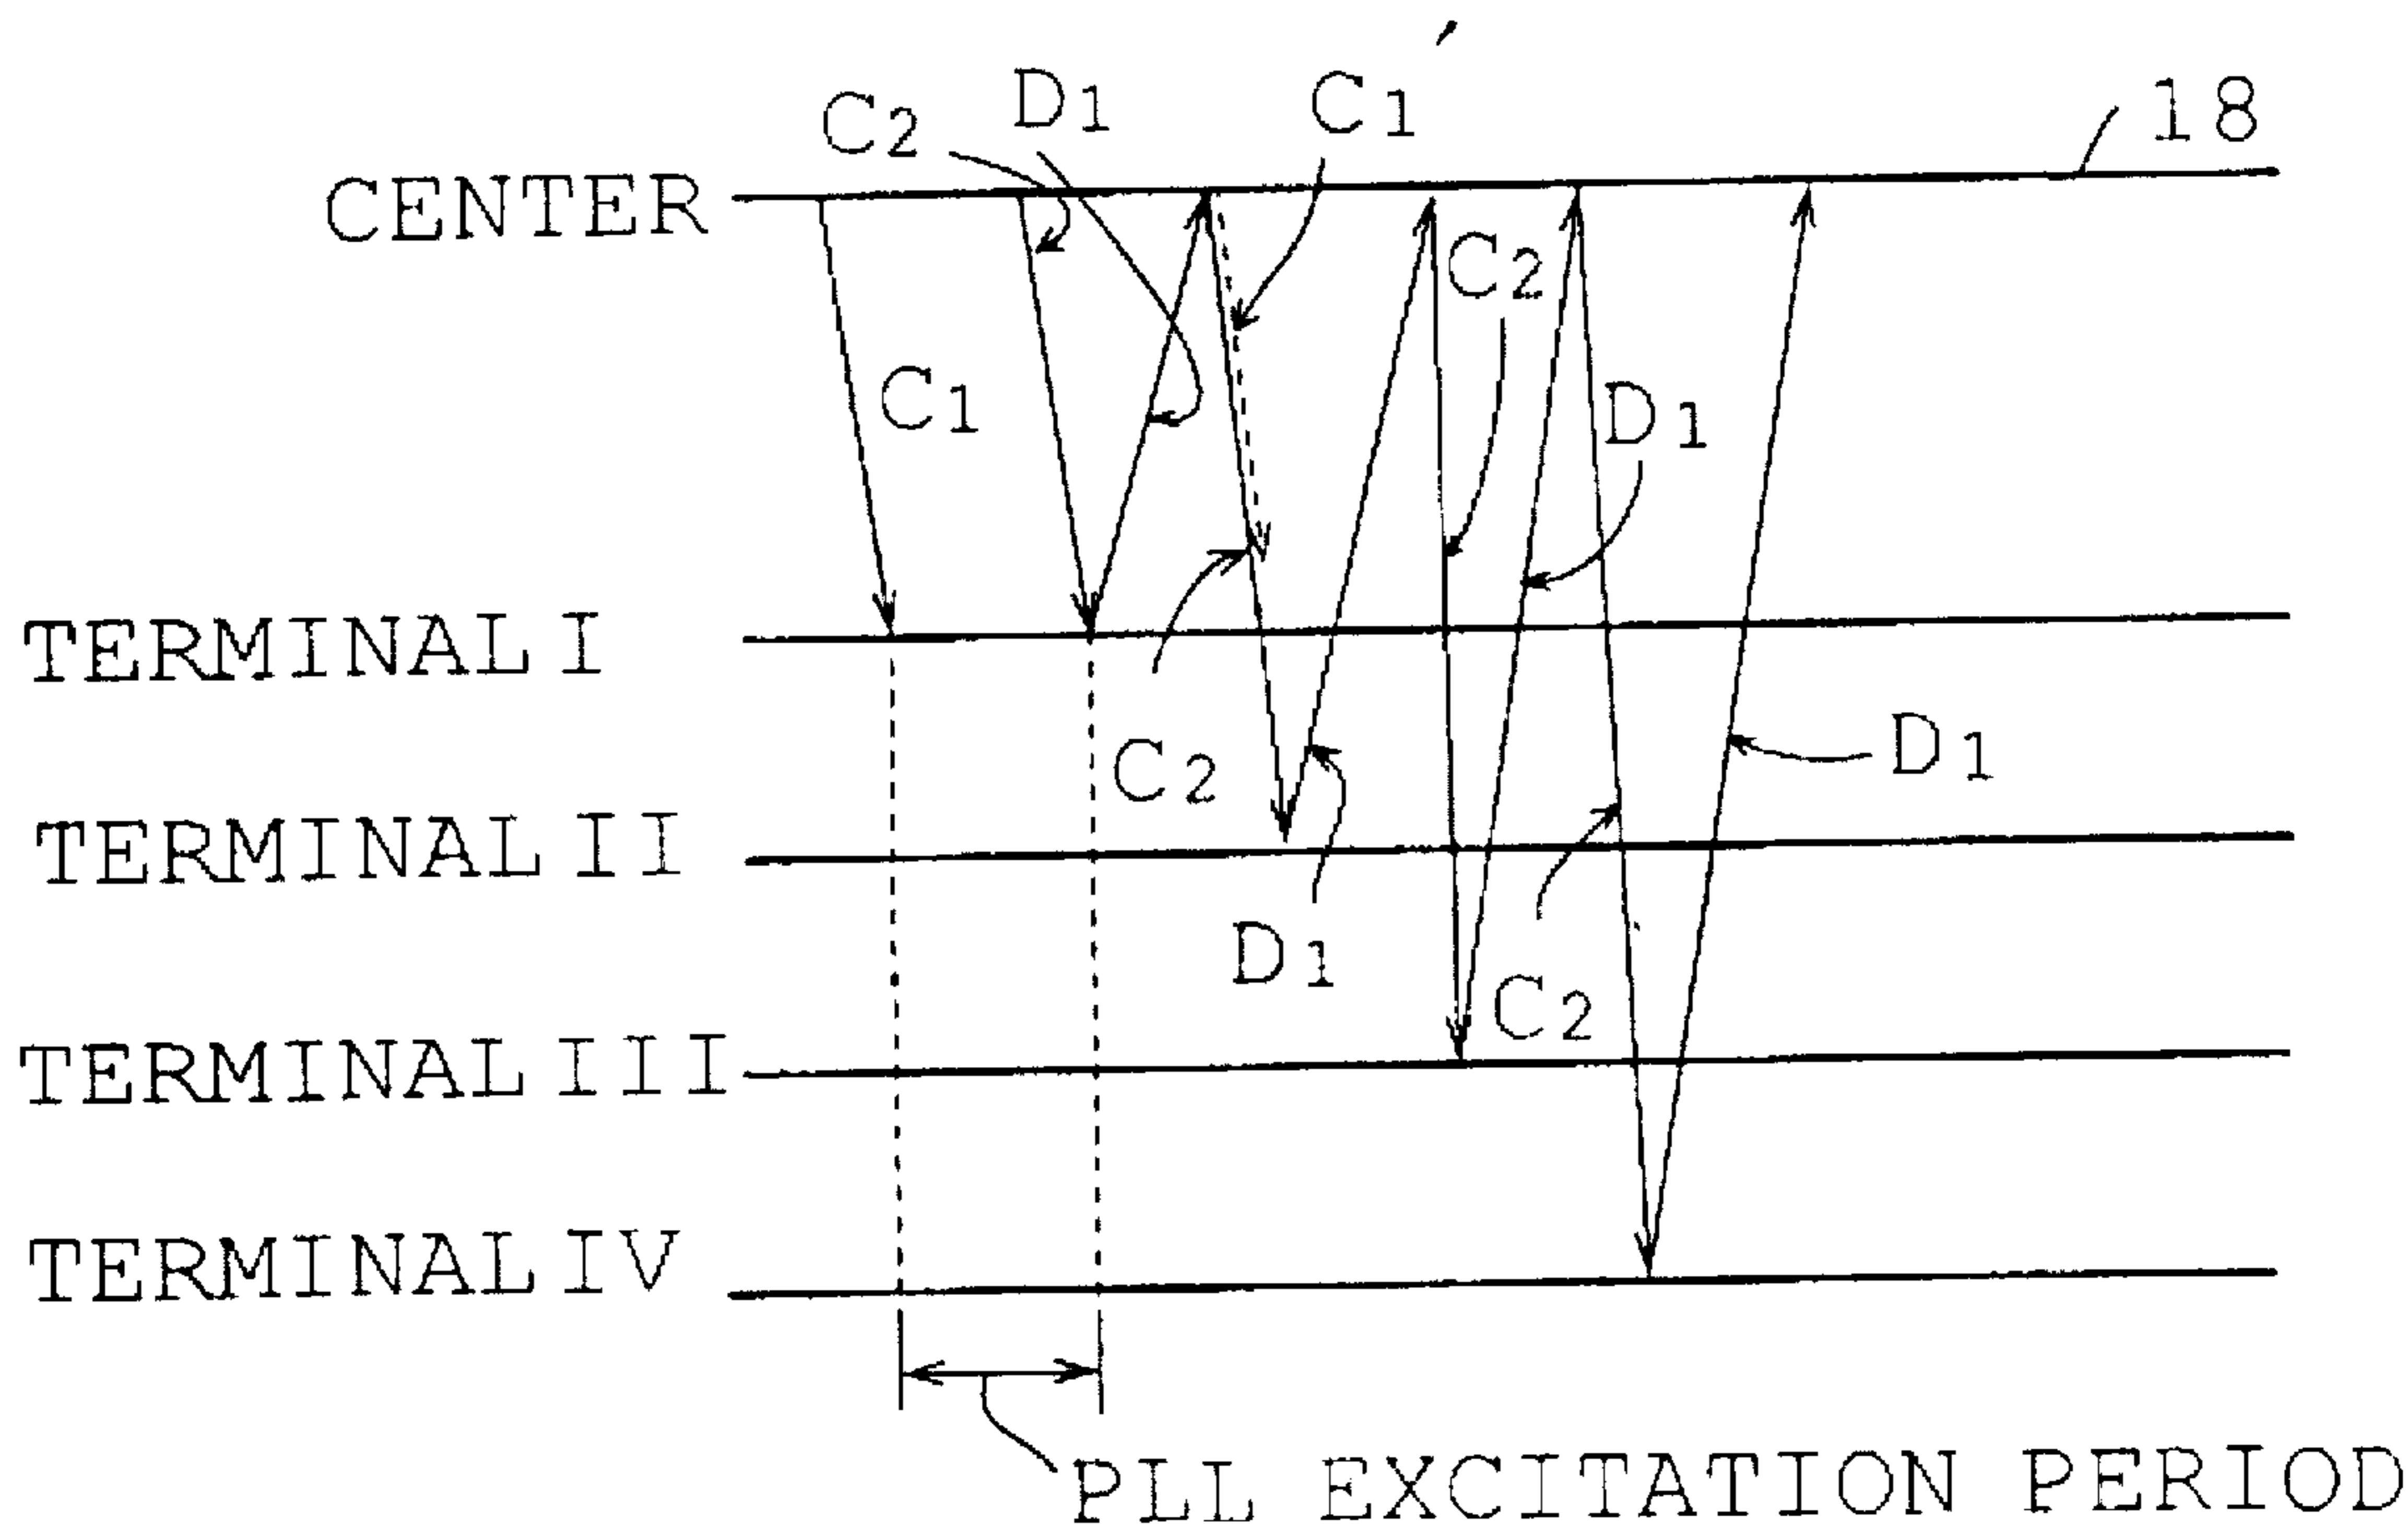 C1'
D1
C2
18
CENTER
C2
C1
D1
TERMINAL I
D1
C2
TERMINAL II
D1
C2
TERMINAL III
TERMINAL IV
PLL EXCITATION PERIOD